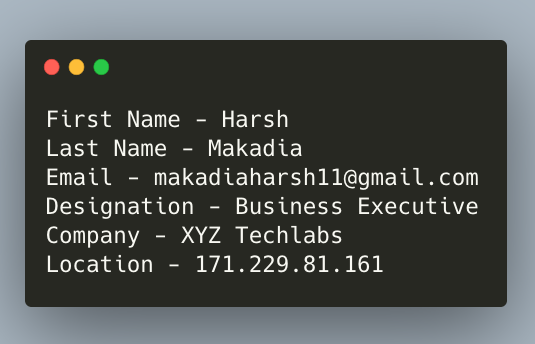 First Name - Harsh
Last Name - Makadia
Email - makadiaharsh11@gmail.com
Designation - Business Executive
Company - XYZ Techlabs
Location - 171.229.81.161